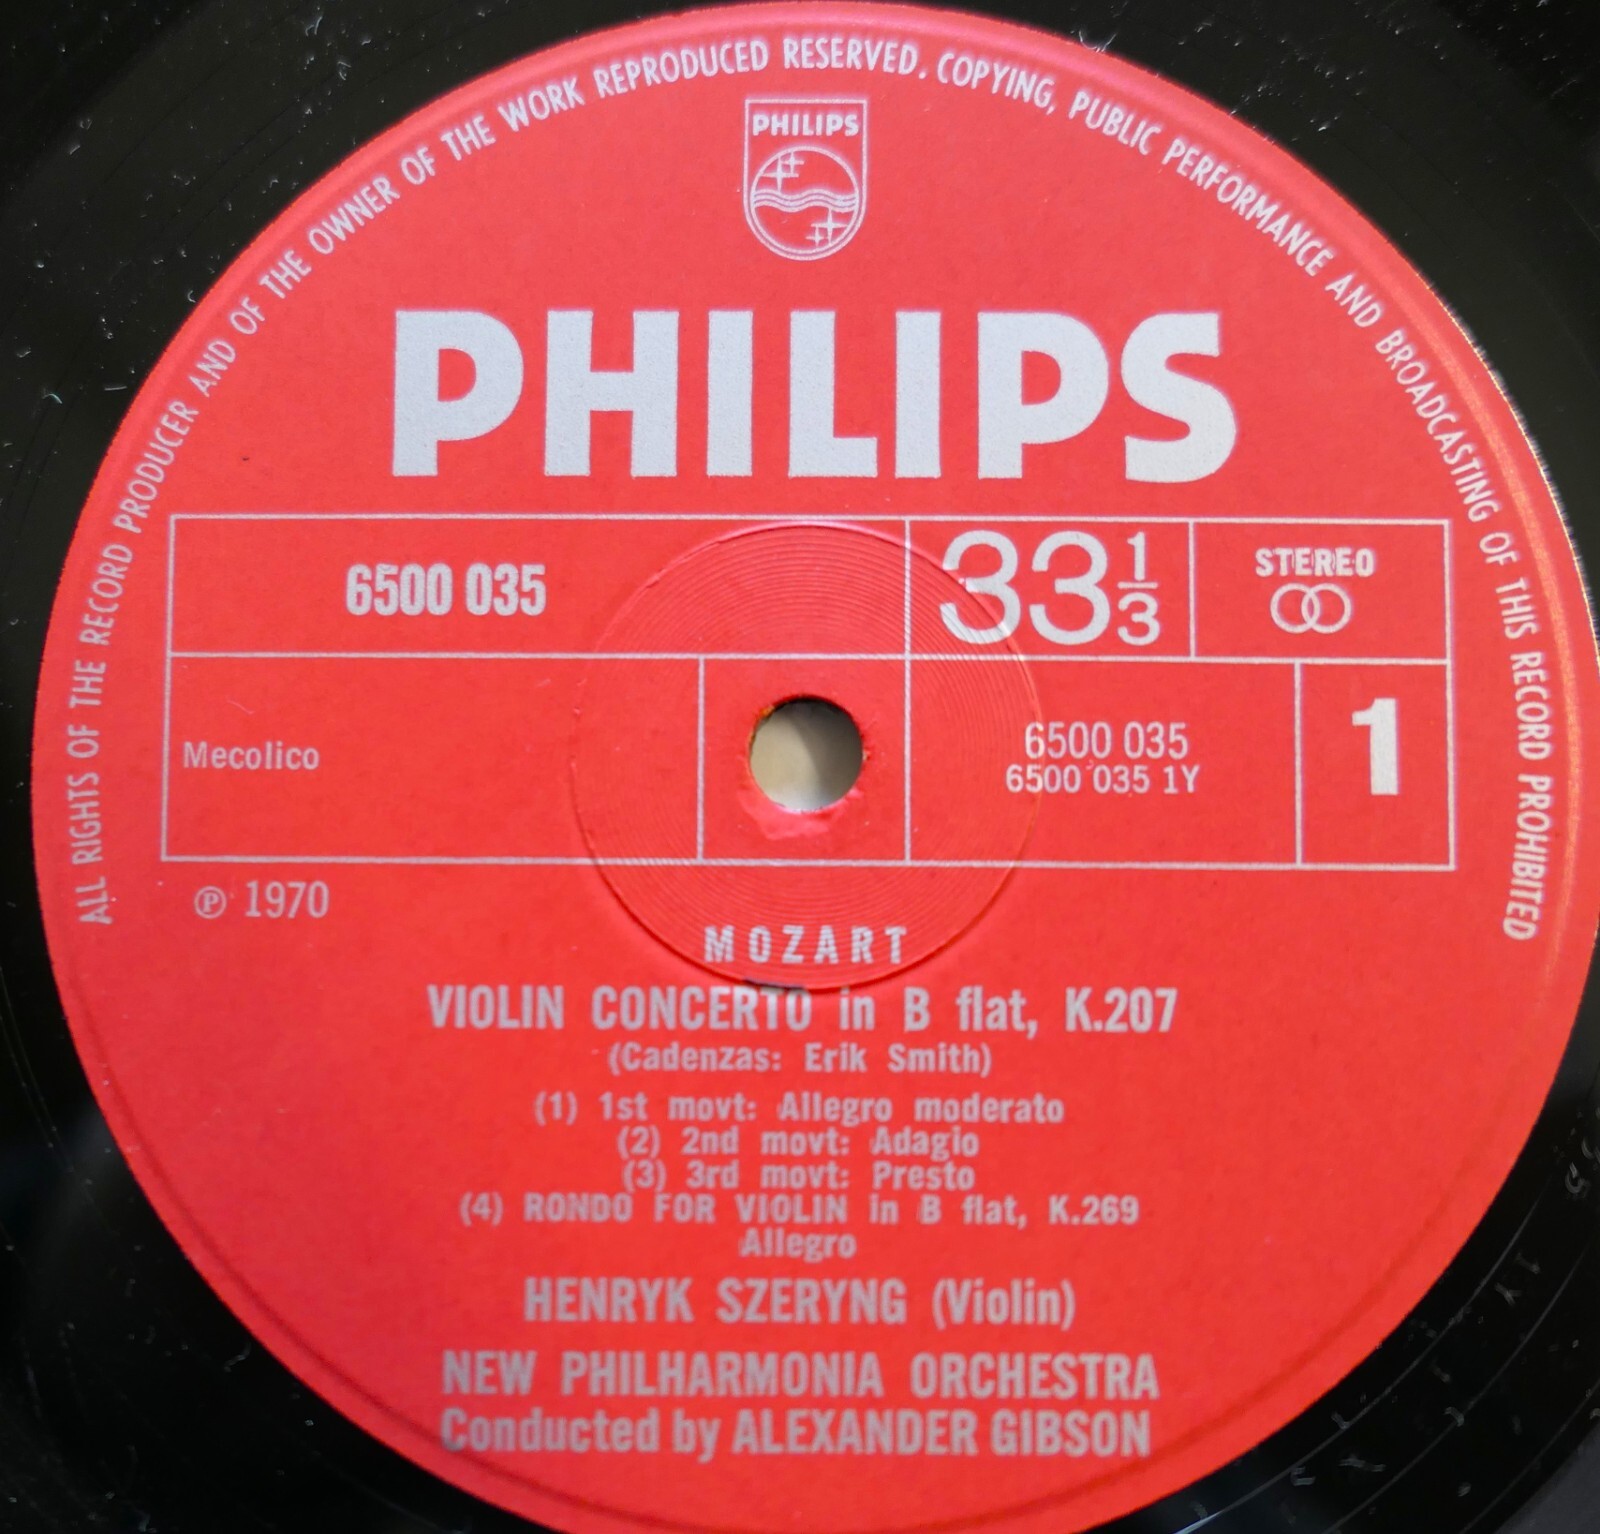 ALL RIGHTS OF THE RECORD PRODUCER AND OF THE OWNER OF THE WORK REPRODUCED RESERVED. COPYING, PUBLIC PERFORMANCE AND BROADCASTING OF THIS RECORD PROHIBITED
PHILIPS
PHILIPS
6500 035
33 1/3
STEREO
Mecolico
6500 035
6500 035 1Y
1
Ⓟ 1970
MOZART
VIOLIN CONCERTO in B flat, K.207
(Cadenzas: Erik Smith)
(1) 1st movt: Allegro moderato
(2) 2nd movt: Adagio
(3) 3rd movt: Presto
(4) RONDO FOR VIOLIN in B flat, K.269
Allegro
HENRYK SZERYNG (Violin)
NEW PHILHARMONIA ORCHESTRA
Conducted by ALEXANDER GIBSON